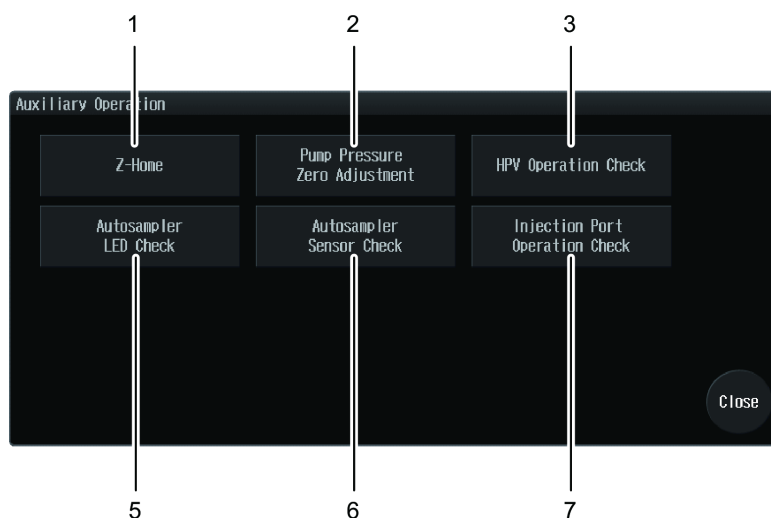 1 2 3
Auxiliary Operation
Z-Home
Pump Pressure
Zero Adjustment
HPV Operation Check
Autosampler
LED Check
Autosampler
Sensor Check
Injection Port
Operation Check
Close
5 6 7